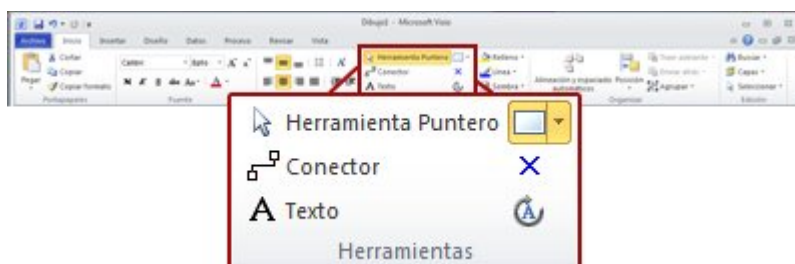 Dibujo1 - Microsoft Visio
Archivo Inicio Insertar Diseño Datos Proceso Revisar Vista
Cortar
Copiar
Copiar formato
Pegar
Portapapeles
Calibri
Fuente
Herramienta Puntero
Conector
Texto
Relleno
Línea
Sombra
Alineación y espaciado automáticos
Posición
Traer adelante
Enviar atrás
Agrupar
Organizar
Buscar
Capas
Seleccionar
Edición
Herramienta Puntero
Conector
Texto
Herramientas